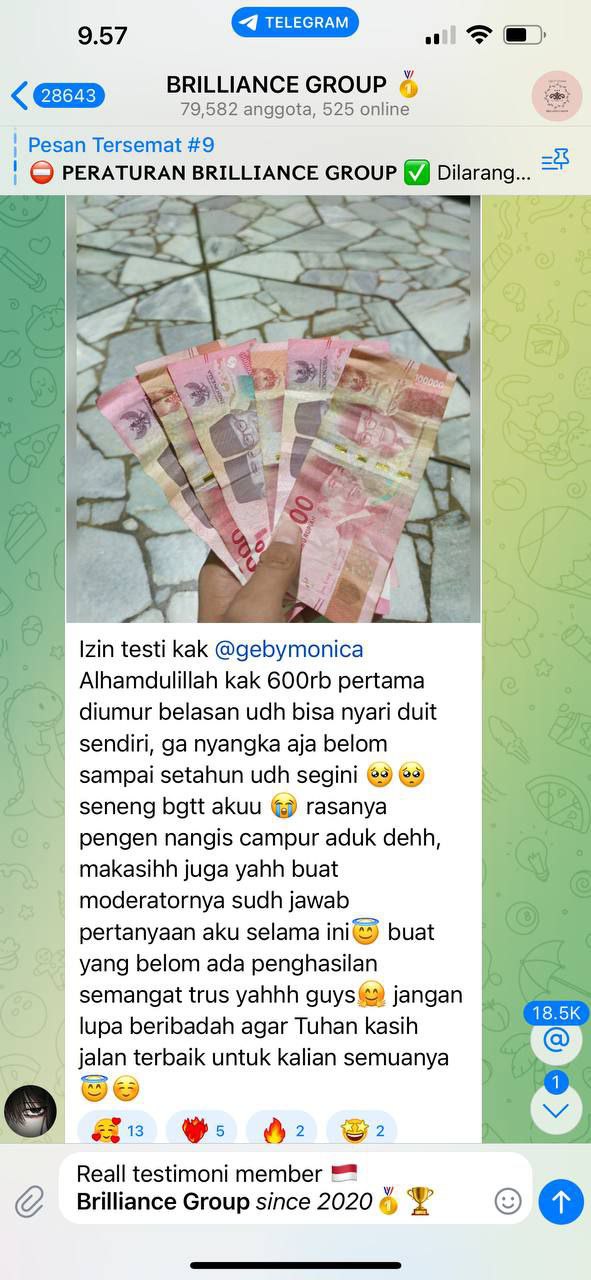 9.57
TELEGRAM
28643
BRILLIANCE GROUP 🏅
79,582 anggota, 525 online
Pesan Tersemat #9
⛔ PERATURAN BRILLIANCE GROUP ✅ Dilarang...
100000
Izin testi kak @gebymonica
Alhamdulillah kak 600rb pertama
diumur belasan udh bisa nyari duit
sendiri, ga nyangka aja belom
sampai setahun udh segini 🥺🥺
seneng bgtt akuu 😭 rasanya
pengen nangis campur aduk dehh,
makasihh juga yahh buat
moderatornya sudh jawab
pertanyaan aku selama ini😇 buat
yang belom ada penghasilan
semangat trus yahhh guys🤗 jangan
lupa beribadah agar Tuhan kasih
jalan terbaik untuk kalian semuanya
😇☺️
🥰 13 ❤️‍🔥 5 🔥 2 🤩 2
18.5K
@
1
Reall testimoni member 🇮🇩
Brilliance Group since 2020🏅🏆